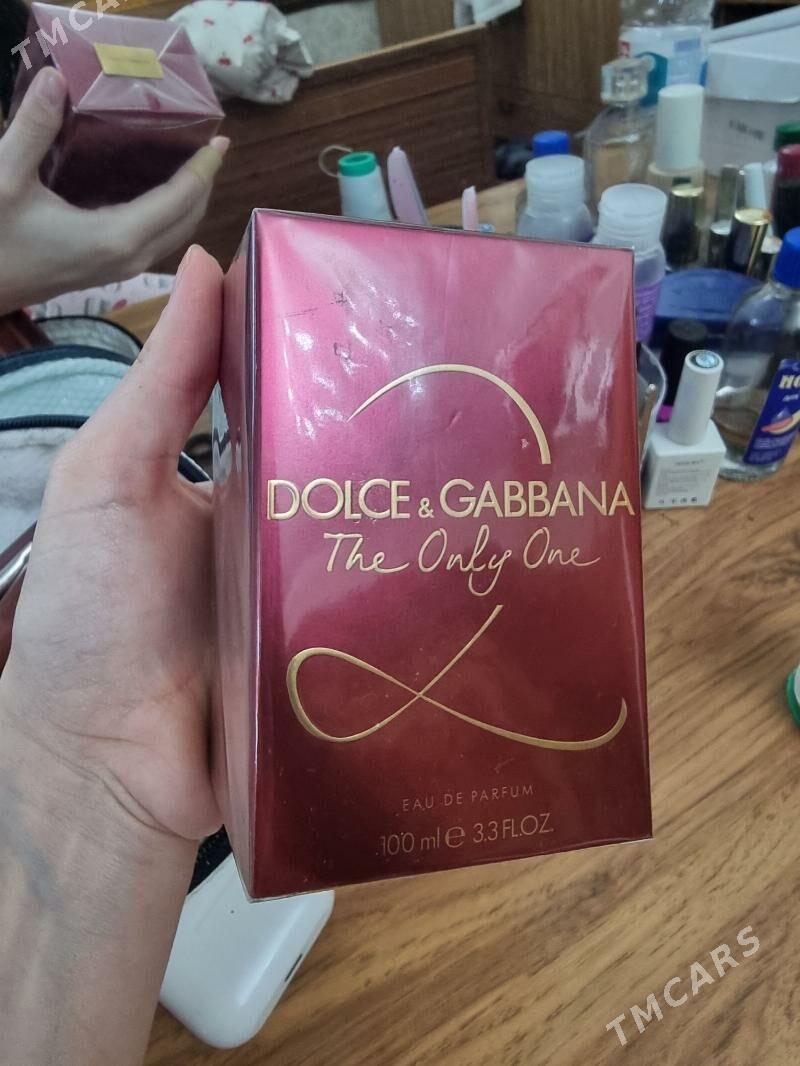 TMCARS
DOLCE & GABBANA
The Only One
EAU DE PARFUM
100 ml e 3.3 FL.OZ.
TMCARS